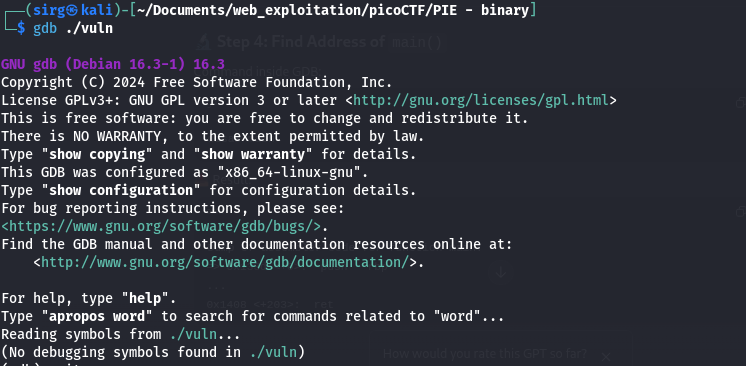 ┌──(sirg㉿kali)-[~/Documents/web_exploitation/picoCTF/PIE - binary]
└─$ gdb ./vuln
Step 4: Find Address of main()
GNU gdb (Debian 16.3-1) 16.3
Copyright (C) 2024 Free Software Foundation, Inc.
License GPLv3+: GNU GPL version 3 or later <http://gnu.org/licenses/gpl.html>
This is free software: you are free to change and redistribute it.
There is NO WARRANTY, to the extent permitted by law.
Type "show copying" and "show warranty" for details.
This GDB was configured as "x86_64-linux-gnu".
Type "show configuration" for configuration details.
For bug reporting instructions, please see:
<https://www.gnu.org/software/gdb/bugs/>.
Find the GDB manual and other documentation resources online at:
    <http://www.gnu.org/software/gdb/documentation/>.
For help, type "help".
Type "apropos word" to search for commands related to "word"...
Reading symbols from ./vuln...
(No debugging symbols found in ./vuln)
How would you rate this GPT so far?